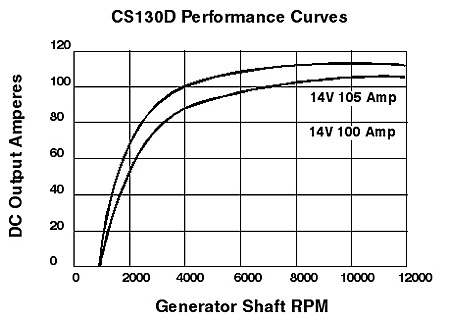 CS130D Performance Curves
DC Output Amperes
120
100
80
60
40
20
0
14V 105 Amp
14V 100 Amp
0 2000 4000 6000 8000 10000 12000
Generator Shaft RPM